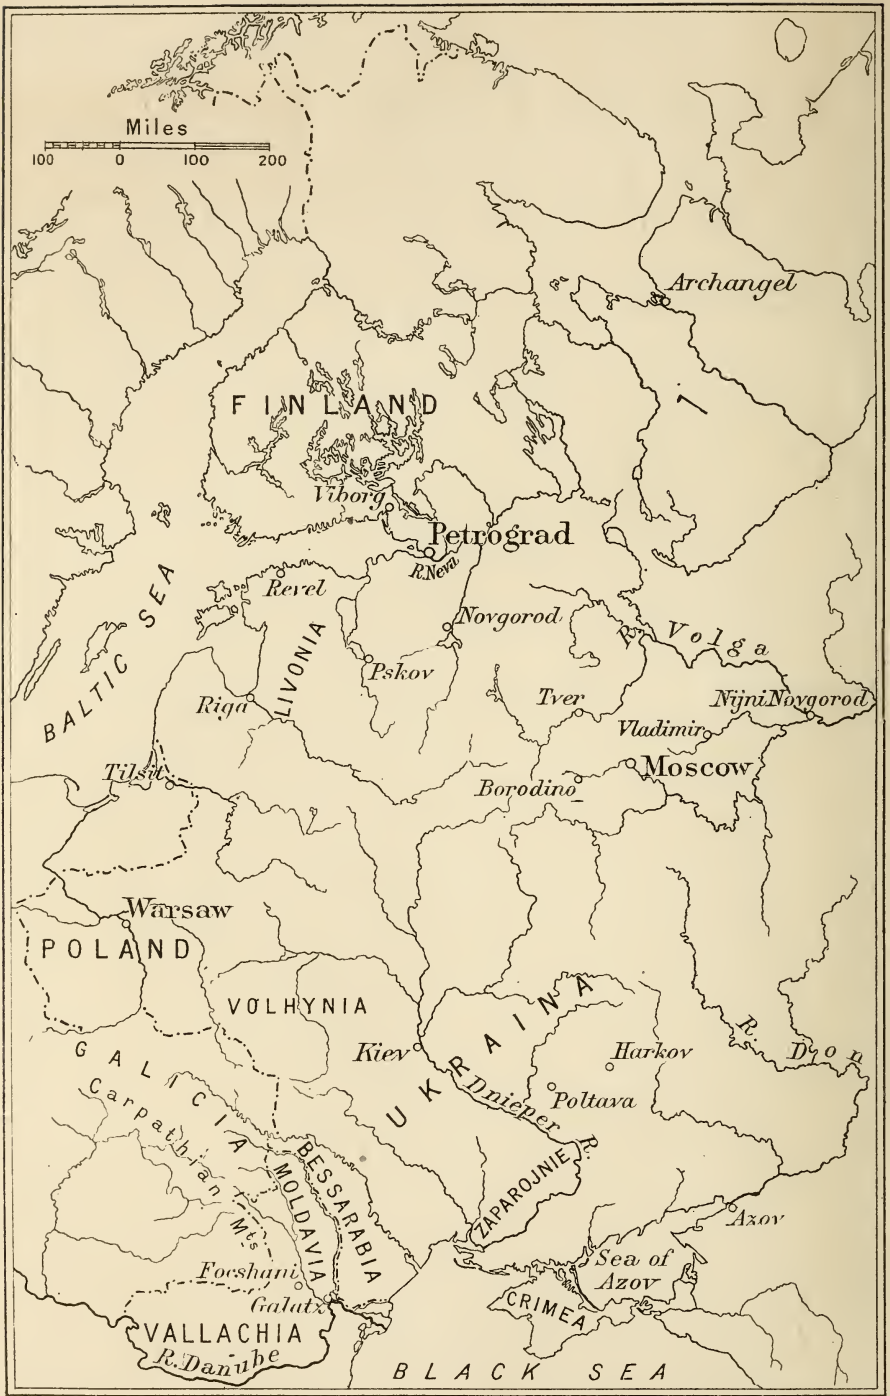 Miles
100 0 100 200
Archangel
FINLAND
Viborg
Petrograd
R. Neva
Revel
BALTIC SEA
Novgorod
LIVONIA
Pskov
R. Volga
Riga
Tver
Nijni Novgorod
Vladimir
Tilsit
Moscow
Borodino
Warsaw
POLAND
VOLHYNIA
UKRAINA
Kiev
Harkov
R. Don
GALICIA
Carpathian Mts
Dnieper R.
Poltava
BESSARABIA
MOLDAVIA
ZAPAROJNIE
Azov
Focshani
Sea of
Azov
Galatz
CRIMEA
VALLACHIA
R. Danube
BLACK SEA